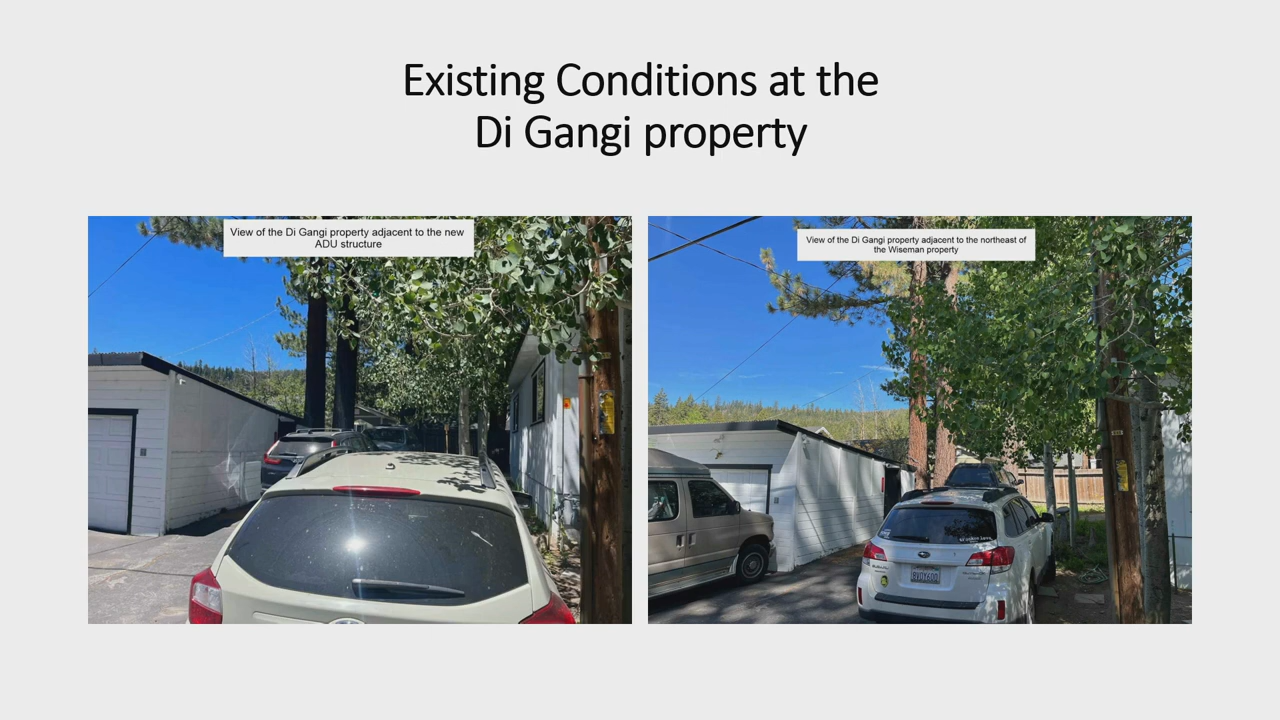 Existing Conditions at the
Di Gangi property
View of the Di Gangi property adjacent to the new
ADU structure
View of the Di Gangi property adjacent to the northeast of
the Wiseman property